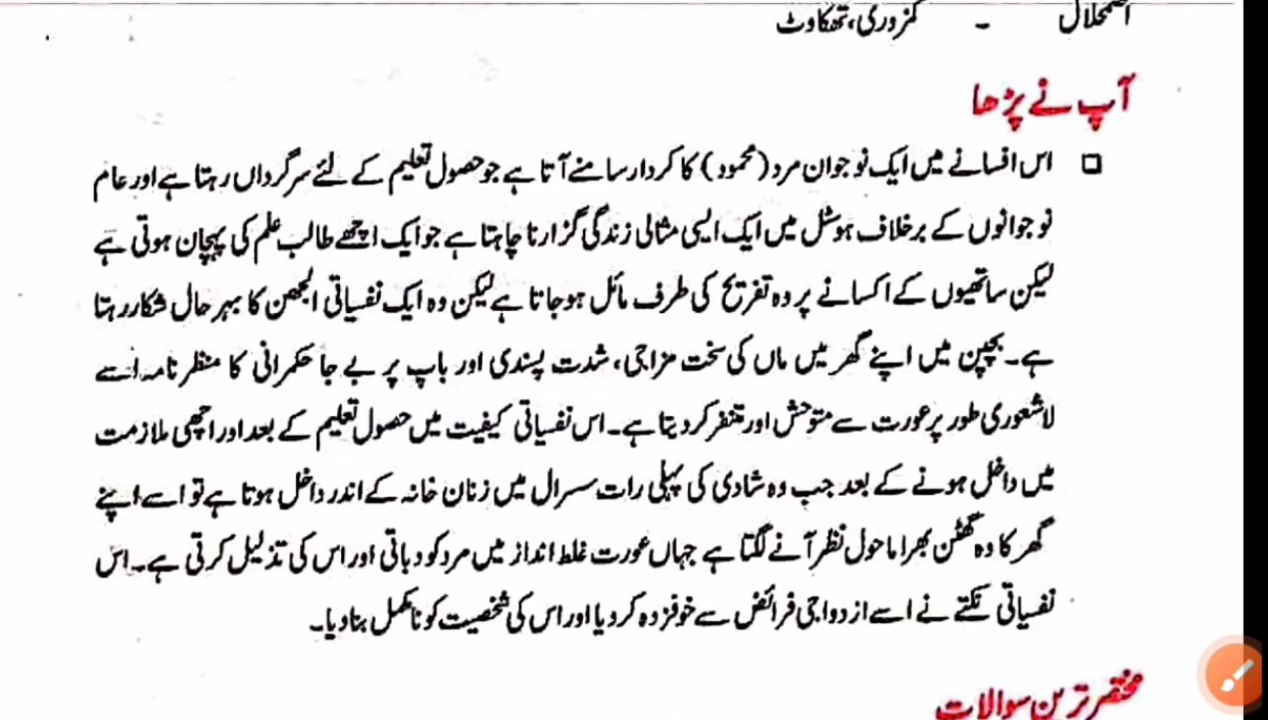 اضمحلال - کمزوری، تھکاوٹ
آپ نے پڑھا
□ اس افسانے میں ایک نوجوان مرد (محمود) کا کردار سامنے آتا ہے جو حصول تعلیم کے لئے سرگرداں رہتا ہے اور عام
نوجوانوں کے برخلاف ہوسٹل میں ایک ایسی مثالی زندگی گزارنا چاہتا ہے جو ایک اچھے طالب علم کی پہچان ہوتی ہے
لیکن ساتھیوں کے اکسانے پر وہ تفریح کی طرف مائل ہو جاتا ہے لیکن وہ ایک نفسیاتی الجھن کا بہر حال شکار رہتا
ہے۔ بچپن میں اپنے گھر میں ماں کی سخت مزاجی، شدت پسندی اور باپ پر بے جا حکمرانی کا منظر نامہ اسے
لاشعوری طور پر عورت سے متوحش اور متنفر کر دیتا ہے۔ اس نفسیاتی کیفیت میں حصول تعلیم کے بعد اور اچھی ملازمت
میں داخل ہونے کے بعد جب وہ شادی کی پہلی رات سسرال میں زنان خانہ کے اندر داخل ہوتا ہے تو اسے اپنے
گھر کا وہ گھٹن بھرا ماحول نظر آنے لگتا ہے جہاں عورت غلط انداز میں مرد کو دباتی اور اس کی تذلیل کرتی ہے۔ اس
نفسیاتی نکتے نے اسے ازدواجی فرائض سے خوفزدہ کر دیا اور اس کی شخصیت کو نامکمل بنا دیا۔
مختصر ترین سوالات